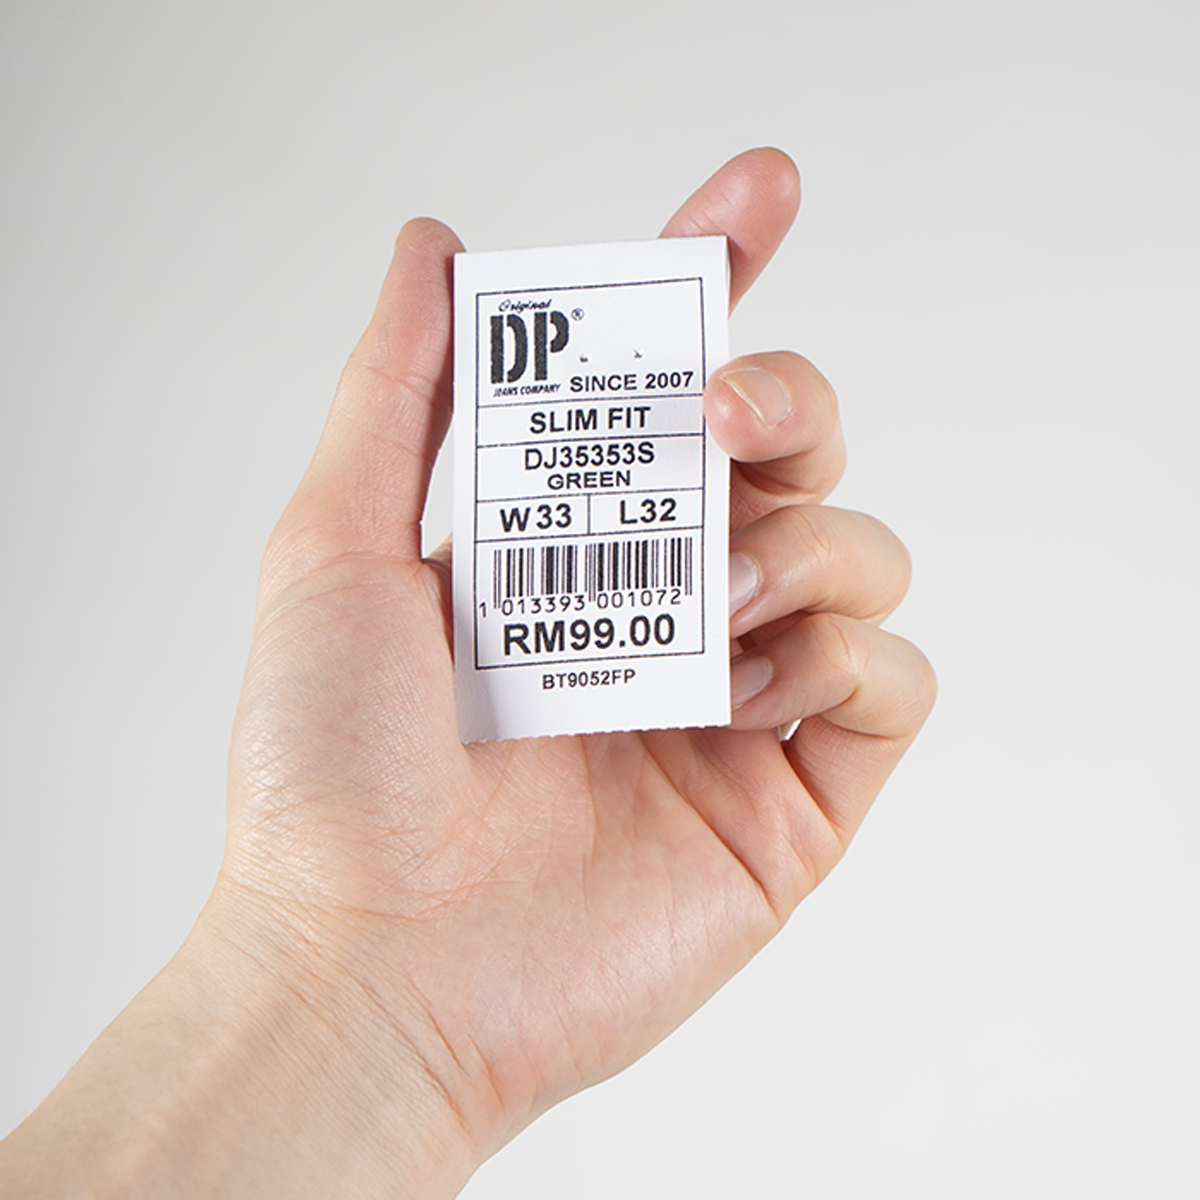 Original
DP®
JEANS COMPANY
SINCE 2007
SLIM FIT
DJ35353S
GREEN
W33 L32
1 013393 001072
RM99.00
BT9052FP